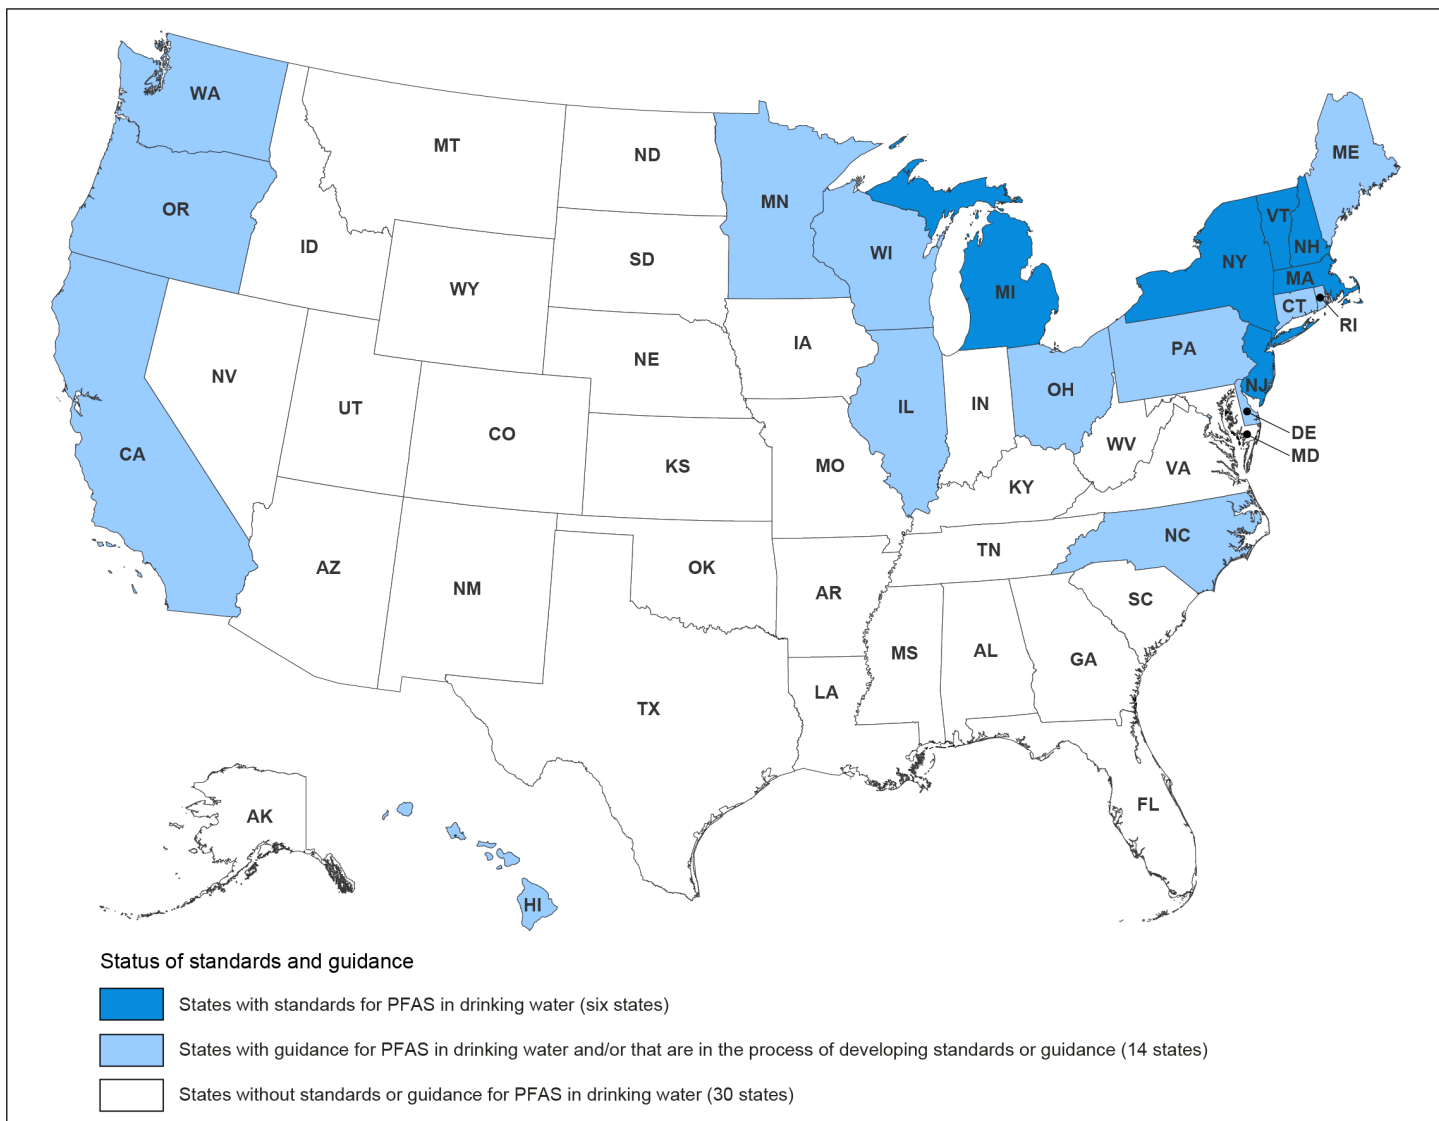 WA
MT
ND
ME
MN
OR
VT
ID
NH
WI
SD
NY
MA
WY
MI
CT
RI
IA
PA
NE
NV
NJ
OH
IN
UT
IL
CO
DE
WV
CA
MD
KS
MO
VA
KY
NC
TN
AZ
OK
NM
AR
SC
MS
AL
GA
LA
TX
FL
AK
HI
Status of standards and guidance
States with standards for PFAS in drinking water (six states)
States with guidance for PFAS in drinking water and/or that are in the process of developing standards or guidance (14 states)
States without standards or guidance for PFAS in drinking water (30 states)